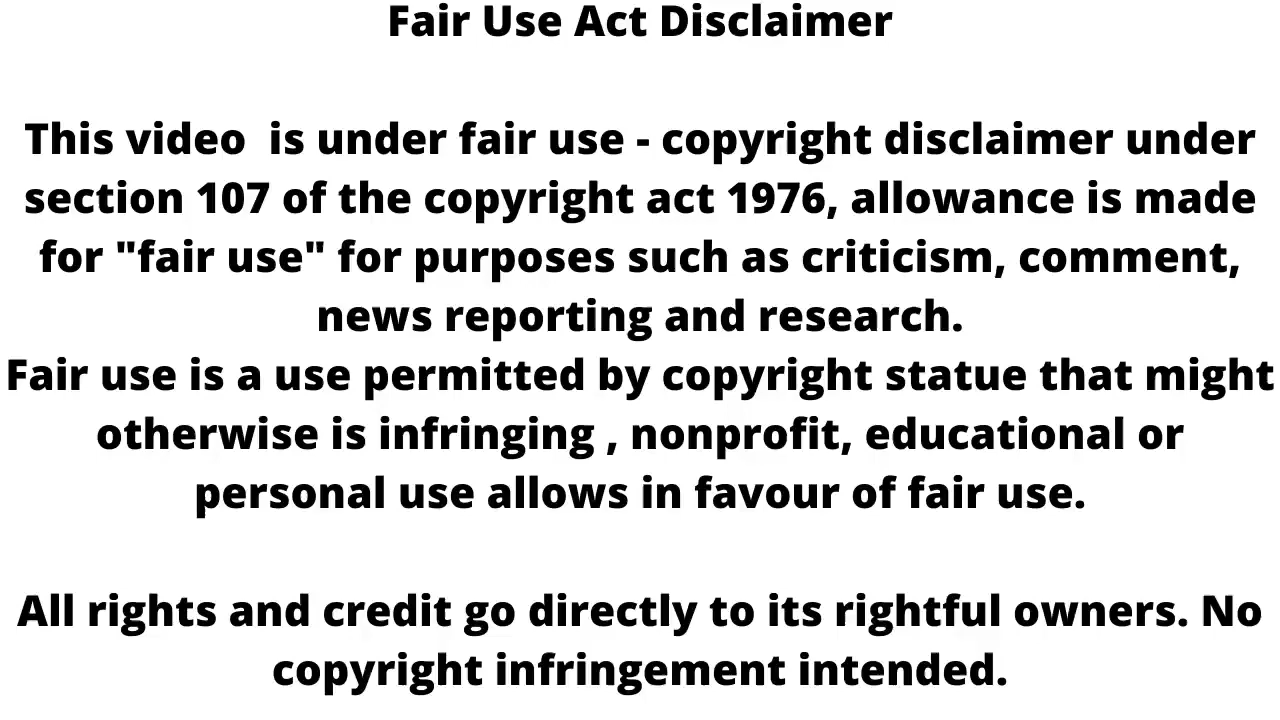 Fair Use Act Disclaimer
This video  is under fair use - copyright disclaimer under
section 107 of the copyright act 1976, allowance is made
for "fair use" for purposes such as criticism, comment,
news reporting and research.
Fair use is a use permitted by copyright statue that might
otherwise is infringing , nonprofit, educational or
personal use allows in favour of fair use.
All rights and credit go directly to its rightful owners. No
copyright infringement intended.